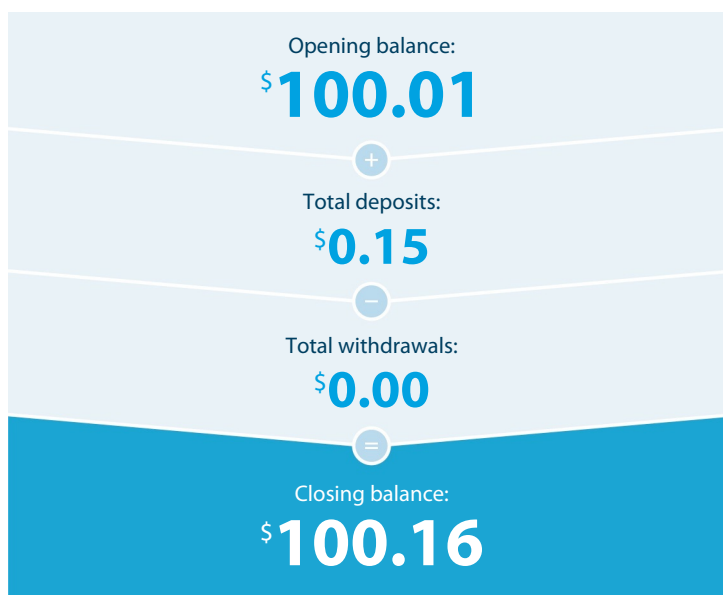 Opening balance:
$100.01
+
Total deposits:
$0.15
−
Total withdrawals:
$0.00
=
Closing balance:
$100.16